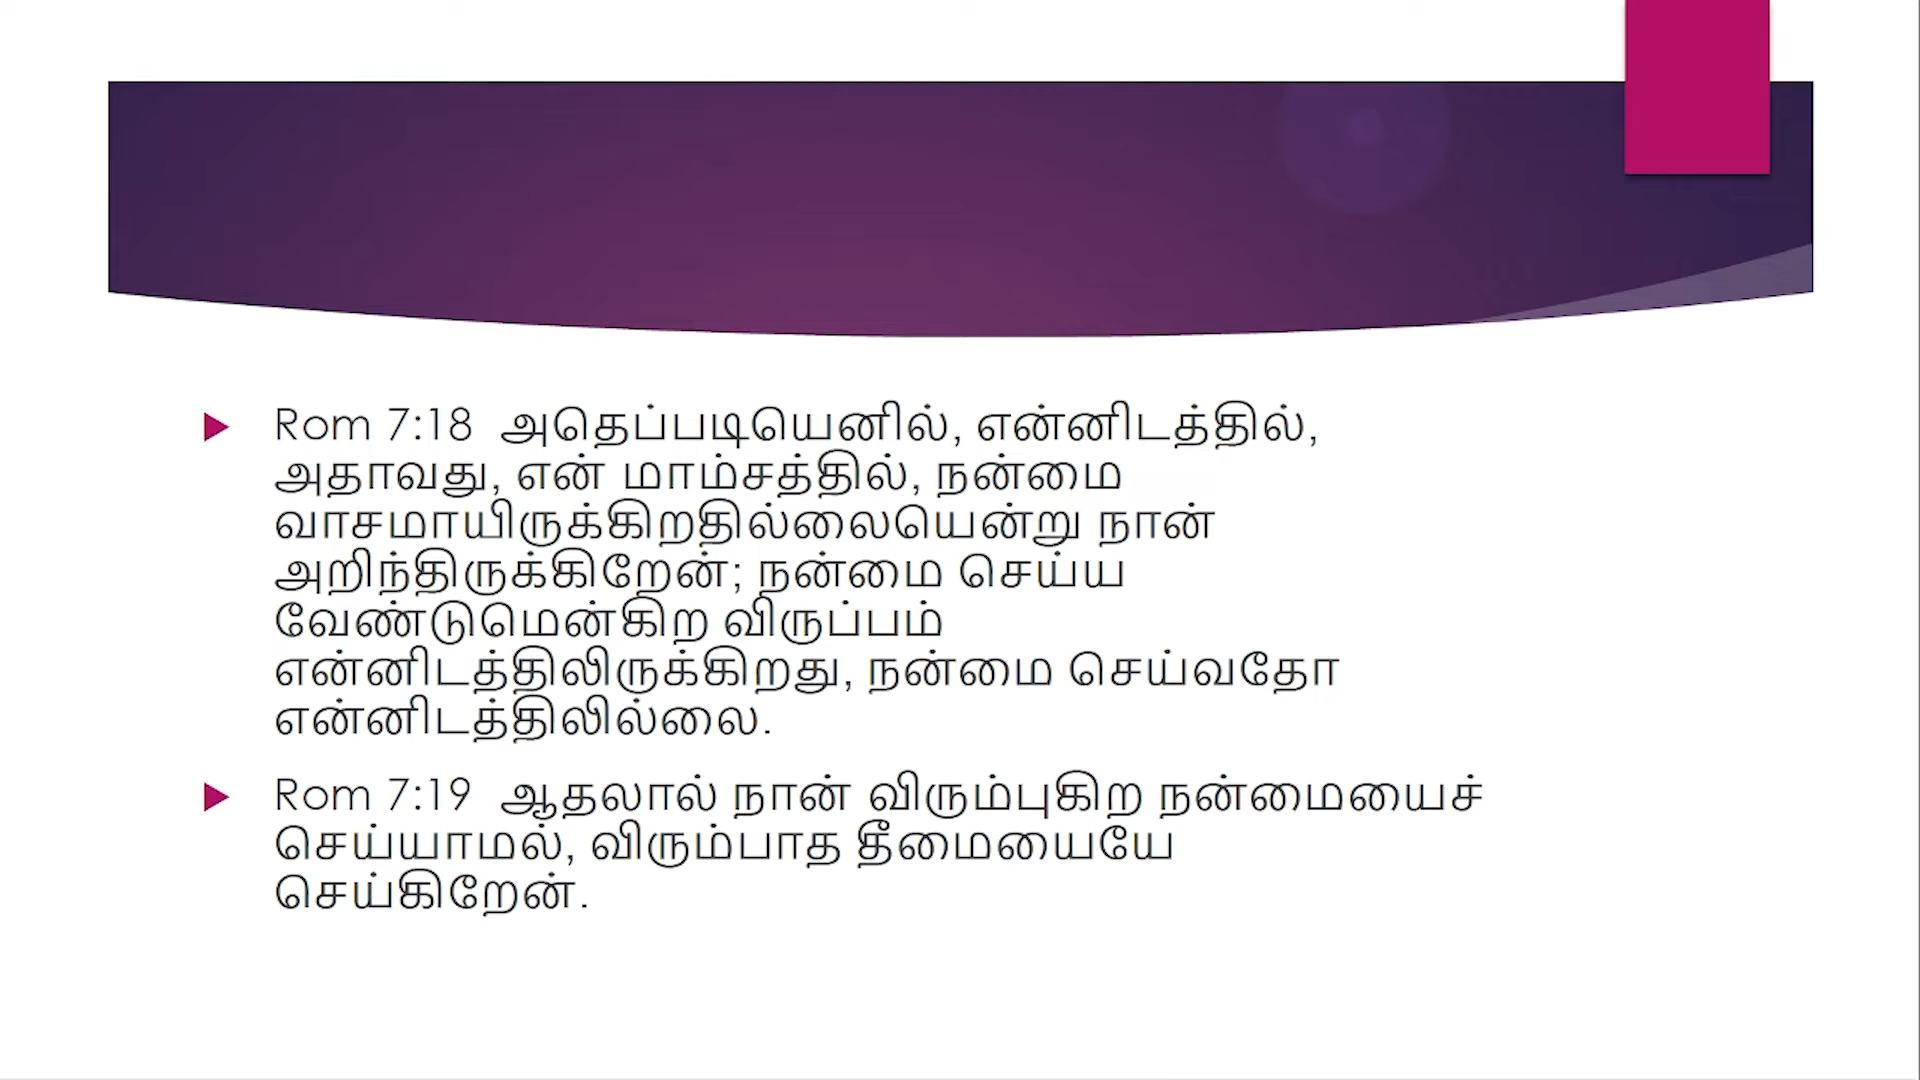 Rom 7:18 அதெப்படியெனில், என்னிடத்தில்,
அதாவது, என் மாம்சத்தில், நன்மை
வாசமாயிருக்கிறதில்லையென்று நான்
அறிந்திருக்கிறேன்; நன்மை செய்ய
வேண்டுமென்கிற விருப்பம்
என்னிடத்திலிருக்கிறது, நன்மை செய்வதோ
என்னிடத்திலில்லை.
Rom 7:19 ஆதலால் நான் விரும்புகிற நன்மையைச்
செய்யாமல், விரும்பாத தீமையையே
செய்கிறேன்.